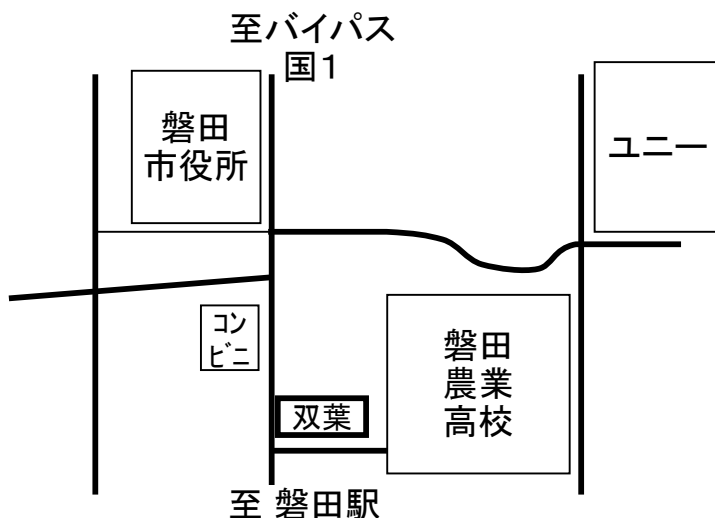 至バイパス
国1
磐田
市役所
ユニー
コン
ビニ
磐田
農業
高校
双葉
至 磐田駅